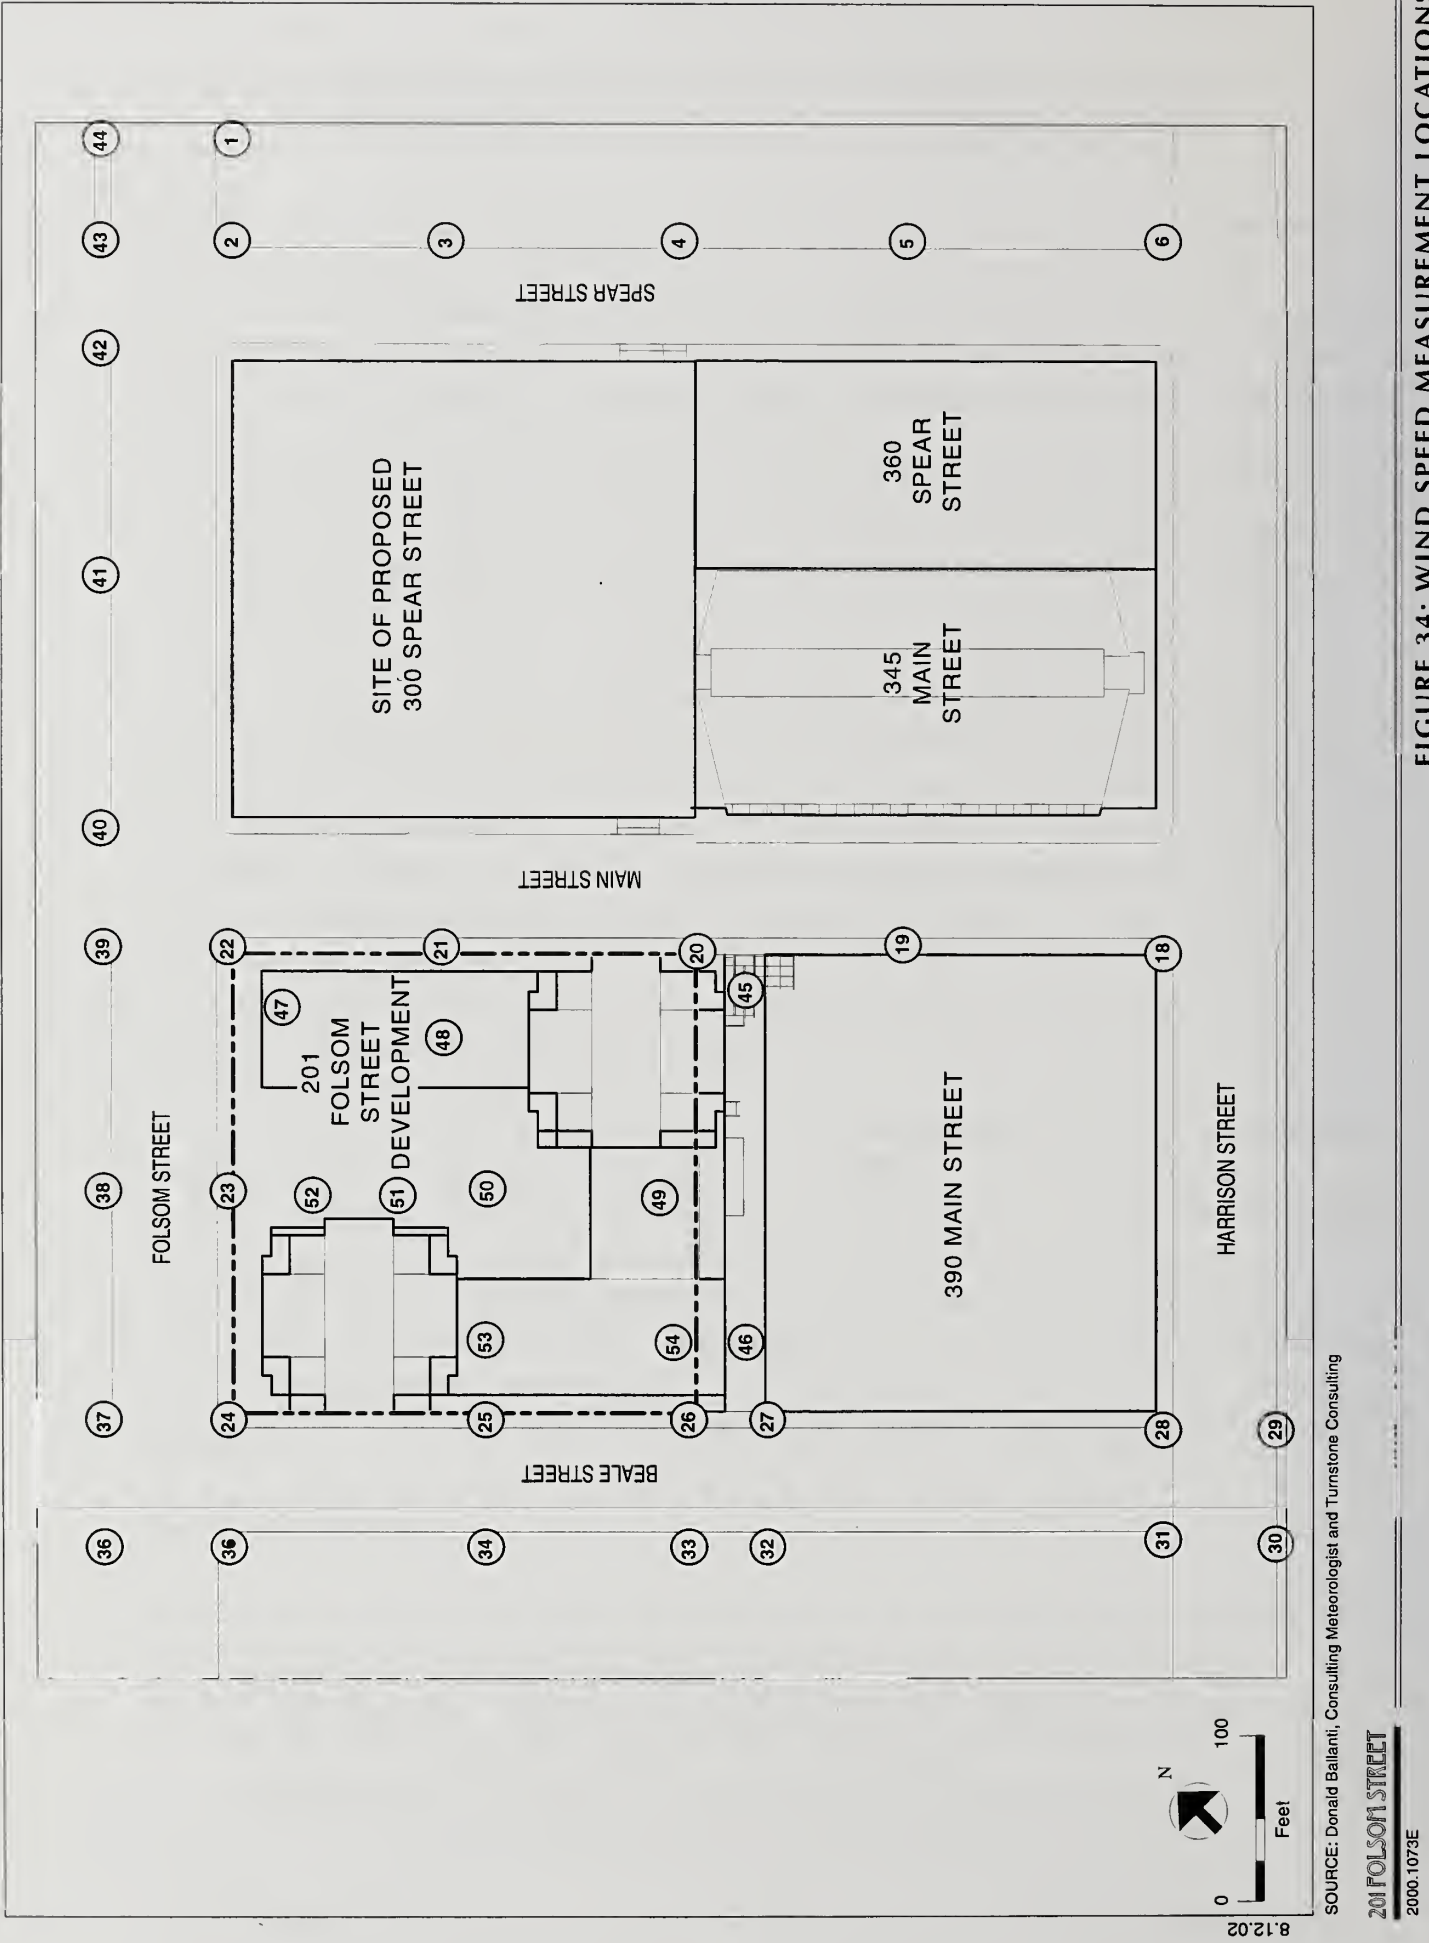 36 37 38 39 40 41 42 43 44
FOLSOM STREET
36 24 23 22 2 1
47
52
201
FOLSOM
STREET
DEVELOPMENT
51
SITE OF PROPOSED
300 SPEAR STREET
48
21
3
34 25 53 50
BEALE STREET
MAIN STREET
SPEAR STREET
49
54
33 26 20 4
46 45
32 27
345
MAIN
STREET
360
SPEAR
STREET
19
5
390 MAIN STREET
31 28 18 6
HARRISON STREET
30 29
N
0 100
Feet
8.12.02
SOURCE: Donald Ballanti, Consulting Meteorologist and Turnstone Consulting
201 FOLSOM STREET
2000.1073E
FIGURE 34: WIND SPEED MEASUREMENT LOCATIONS